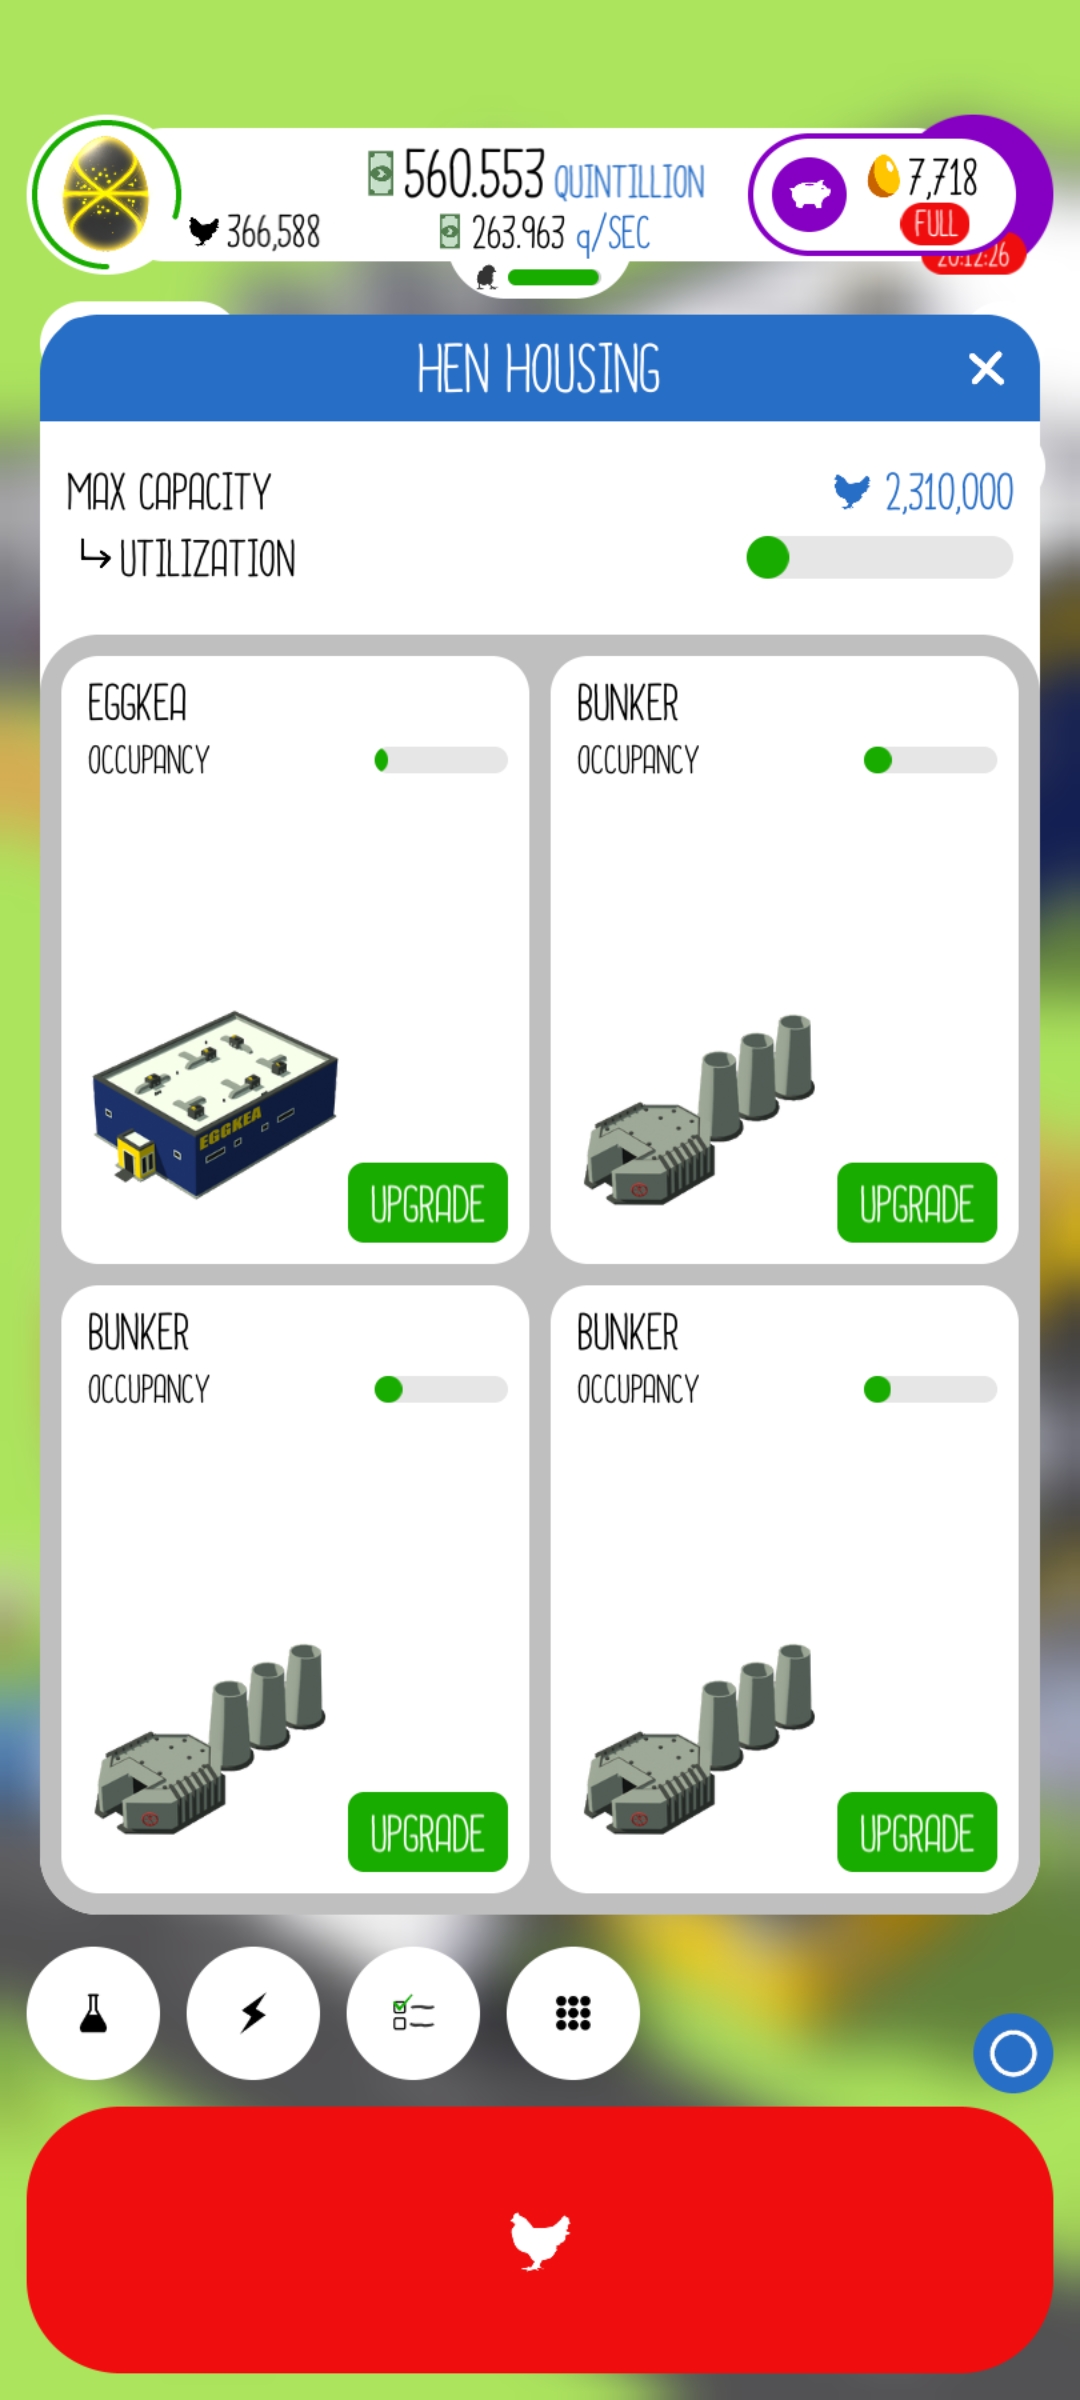 560.553 QUINTILLION
366,588
263.963 q/SEC
7,718
FULL
20:12:26
HEN HOUSING
MAX CAPACITY
2,310,000
UTILIZATION
EGGKEA
OCCUPANCY
EGGKEA
UPGRADE
BUNKER
OCCUPANCY
UPGRADE
BUNKER
OCCUPANCY
UPGRADE
BUNKER
OCCUPANCY
UPGRADE